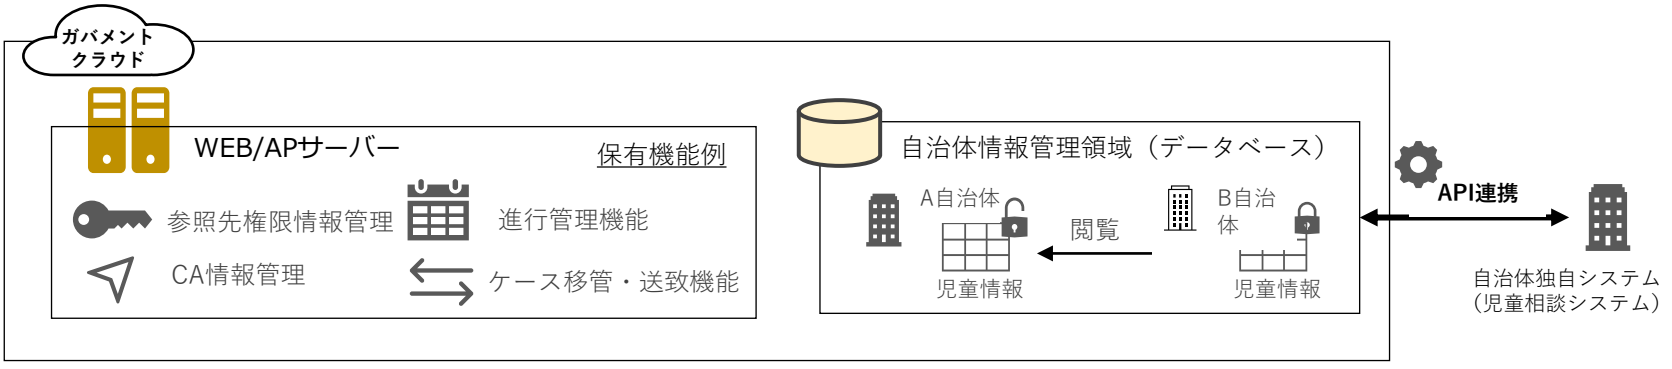 ガバメント
クラウド
WEB/APサーバー
保有機能例
参照先権限情報管理
進行管理機能
CA情報管理
ケース移管・送致機能
自治体情報管理領域（データベース）
A自治体
児童情報
閲覧
B自治
体
児童情報
API連携
自治体独自システム
（児童相談システム）